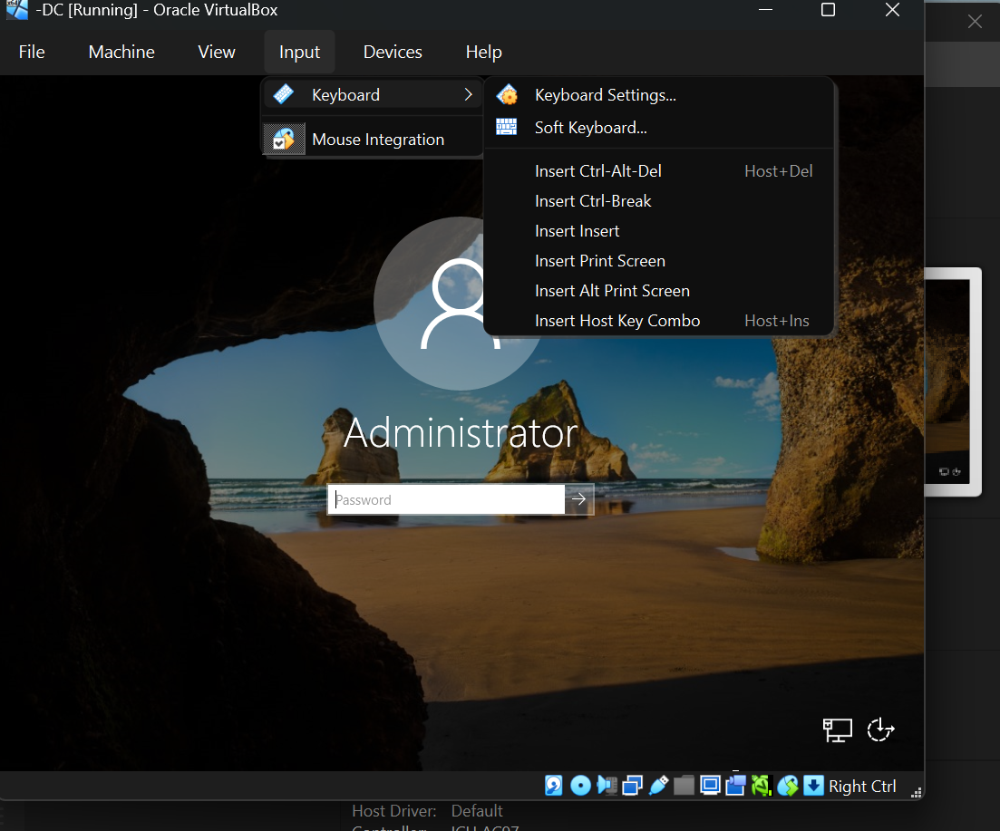 -DC [Running] - Oracle VirtualBox
File Machine View Input Devices Help
Keyboard
Mouse Integration
Keyboard Settings...
Soft Keyboard...
Insert Ctrl-Alt-Del Host+Del
Insert Ctrl-Break
Insert Insert
Insert Print Screen
Insert Alt Print Screen
Insert Host Key Combo Host+Ins
Administrator
Password
Right Ctrl
Host Driver: Default
Controller: ICH AC97